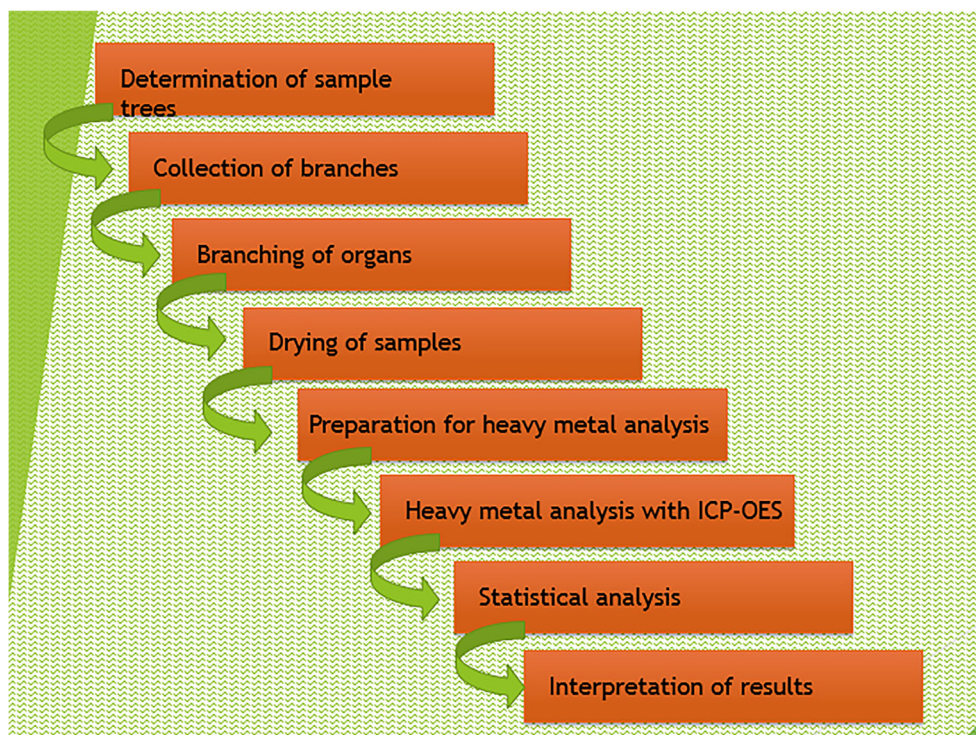 Determination of sample
trees
Collection of branches
Branching of organs
Drying of samples
Preparation for heavy metal analysis
Heavy metal analysis with ICP-OES
Statistical analysis
Interpretation of results